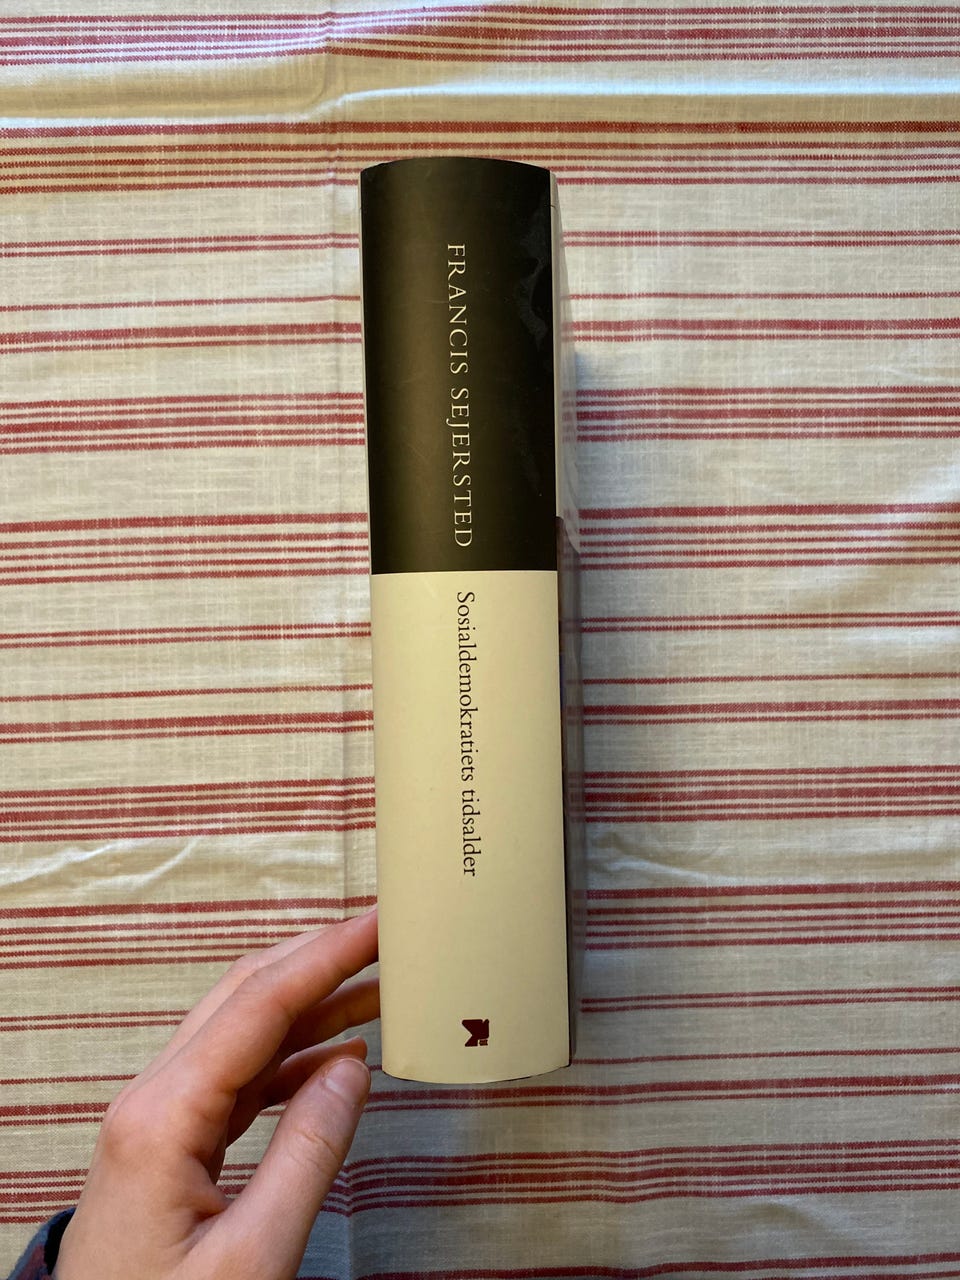 FRANCIS SEJERSTED
Sosialdemokratiets tidsalder